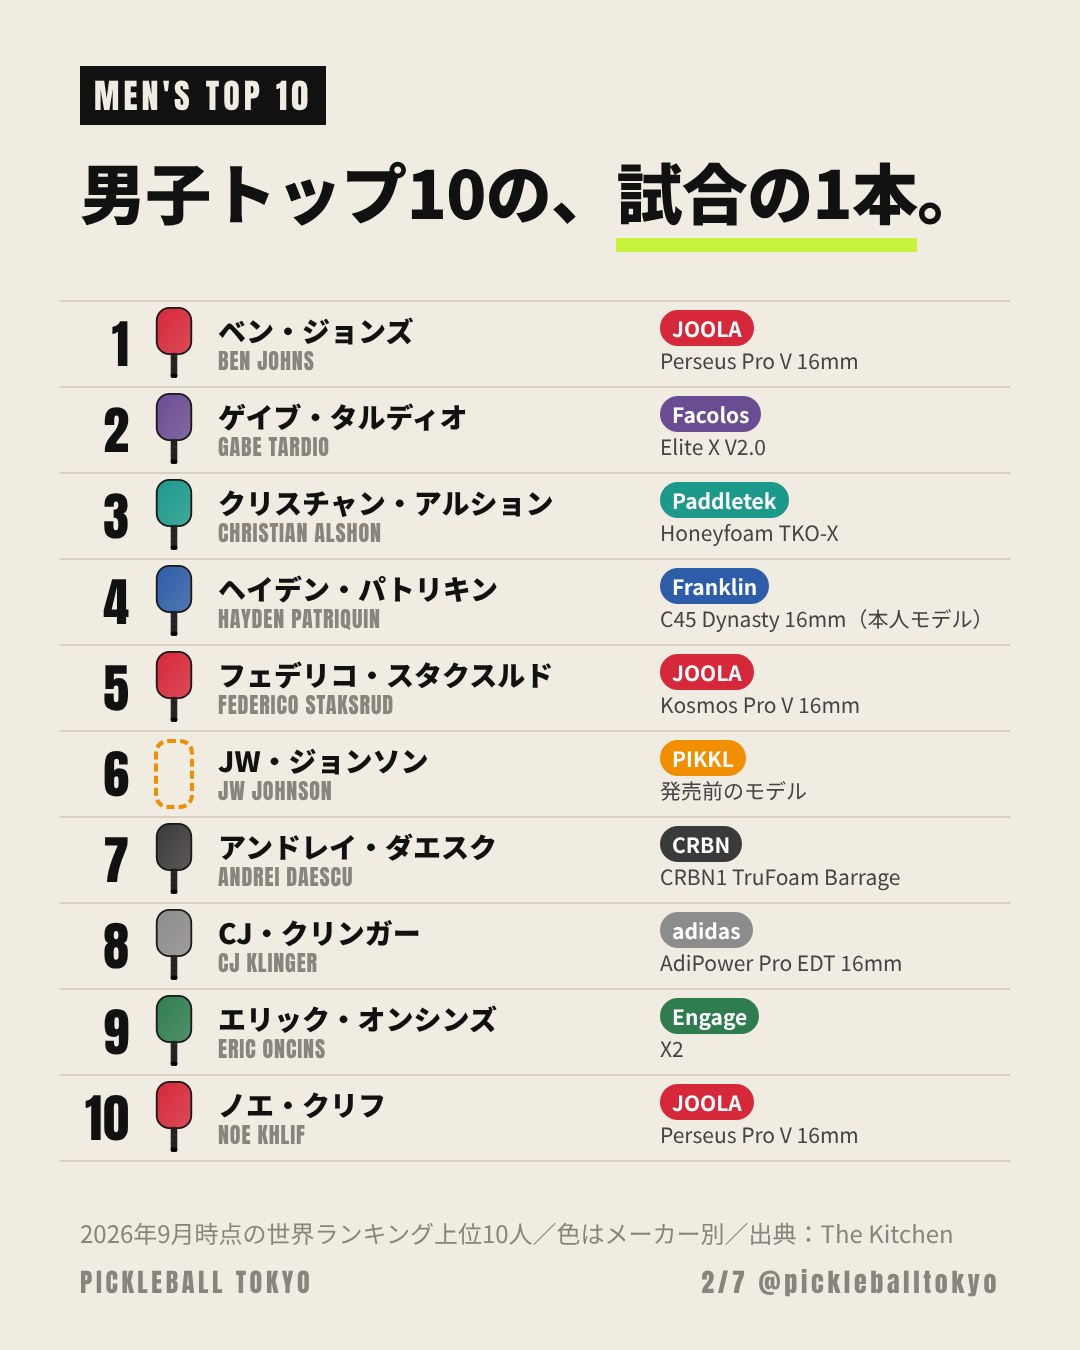 MEN'S TOP 10
男子トップ10の、試合の1本。
1
ベン・ジョンズ
BEN JOHNS
JOOLA
Perseus Pro V 16mm
2
ゲイブ・タルディオ
GABE TARDIO
Facolos
Elite X V2.0
3
クリスチャン・アルション
CHRISTIAN ALSHON
Paddletek
Honeyfoam TKO-X
4
ヘイデン・パトリキン
HAYDEN PATRIQUIN
Franklin
C45 Dynasty 16mm（本人モデル）
5
フェデリコ・スタクスルド
FEDERICO STAKSRUD
JOOLA
Kosmos Pro V 16mm
6
JW・ジョンソン
JW JOHNSON
PIKKL
発売前のモデル
7
アンドレイ・ダエスク
ANDREI DAESCU
CRBN
CRBN1 TruFoam Barrage
8
CJ・クリンガー
CJ KLINGER
adidas
AdiPower Pro EDT 16mm
9
エリック・オンシンズ
ERIC ONCINS
Engage
X2
10
ノエ・クリフ
NOE KHLIF
JOOLA
Perseus Pro V 16mm
2026年9月時点の世界ランキング上位10人／色はメーカー別／出典：The Kitchen
PICKLEBALL TOKYO
2/7 @pickleballtokyo